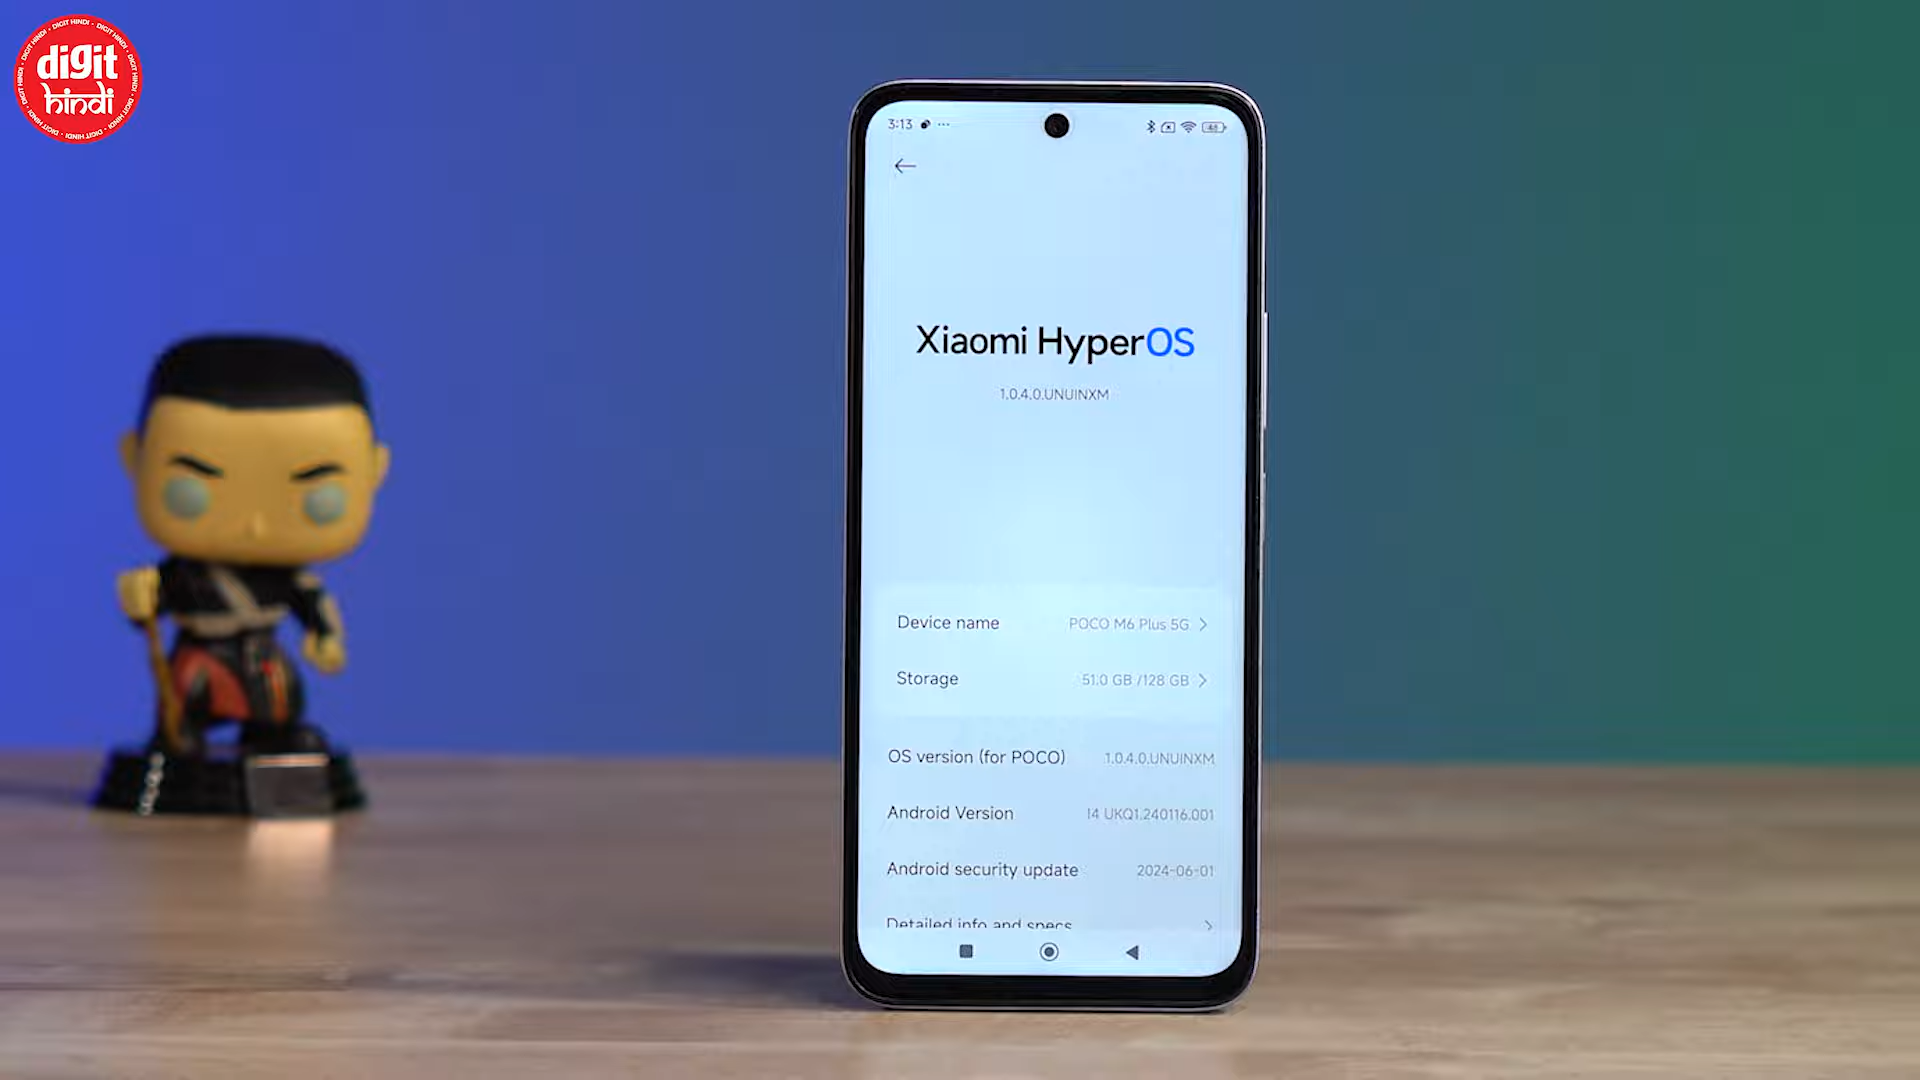 digit
hindi
3:13
Xiaomi HyperOS
1.0.4.0.UNUINXM
Device name POCO M6 Plus 5G
Storage 51.0 GB /128 GB
OS version (for POCO) 1.0.4.0.UNUINXM
Android Version 14 UKQ1.240116.001
Android security update 2024-06-01
Detailed info and specs